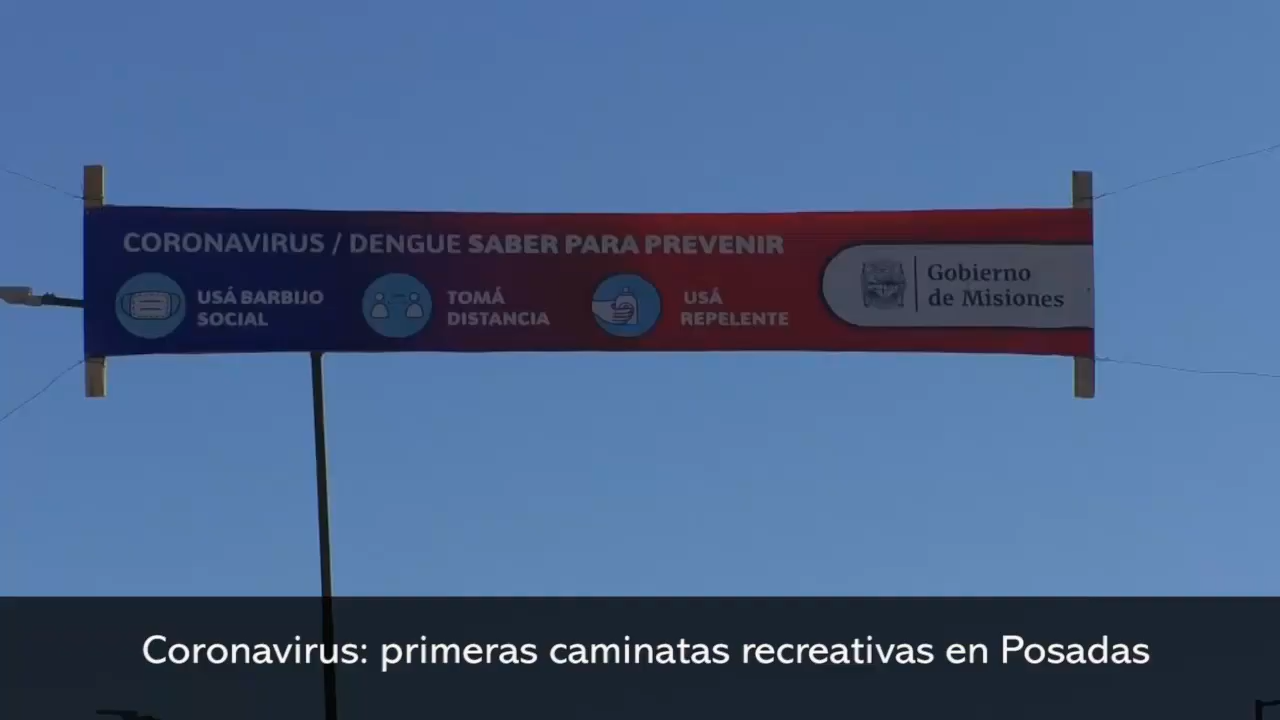 CORONAVIRUS / DENGUE SABER PARA PREVENIR
USÁ BARBIJO
SOCIAL
TOMÁ
DISTANCIA
USÁ
REPELENTE
Gobierno
de Misiones
Coronavirus: primeras caminatas recreativas en Posadas